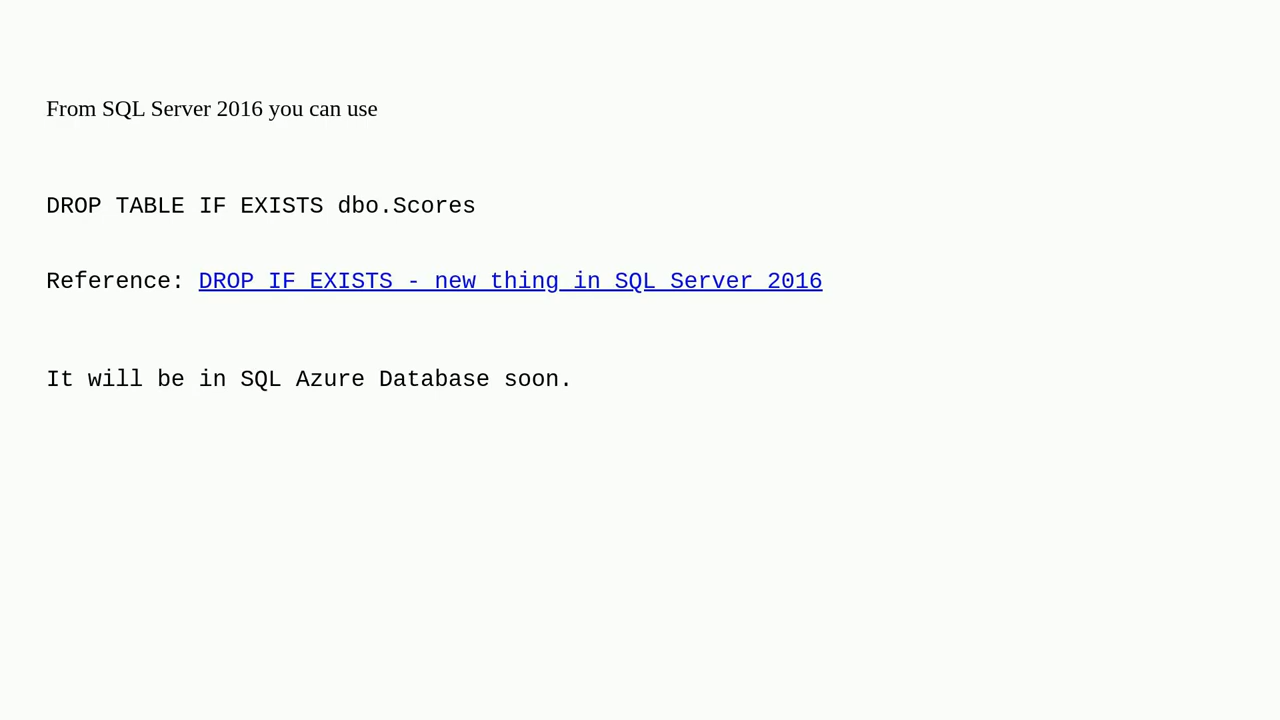 From SQL Server 2016 you can use
DROP TABLE IF EXISTS dbo.Scores
Reference: DROP IF EXISTS - new thing in SQL Server 2016
It will be in SQL Azure Database soon.